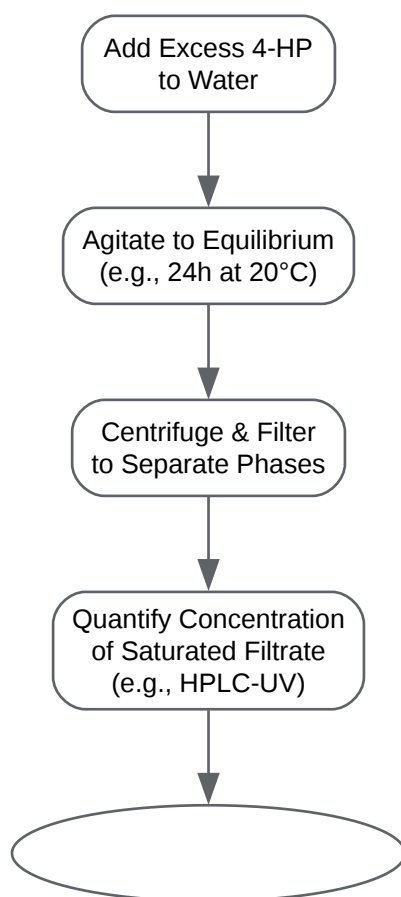 Add Excess 4-HP
to Water
Agitate to Equilibrium
(e.g., 24h at 20°C)
Centrifuge & Filter
to Separate Phases
Quantify Concentration
of Saturated Filtrate
(e.g., HPLC-UV)